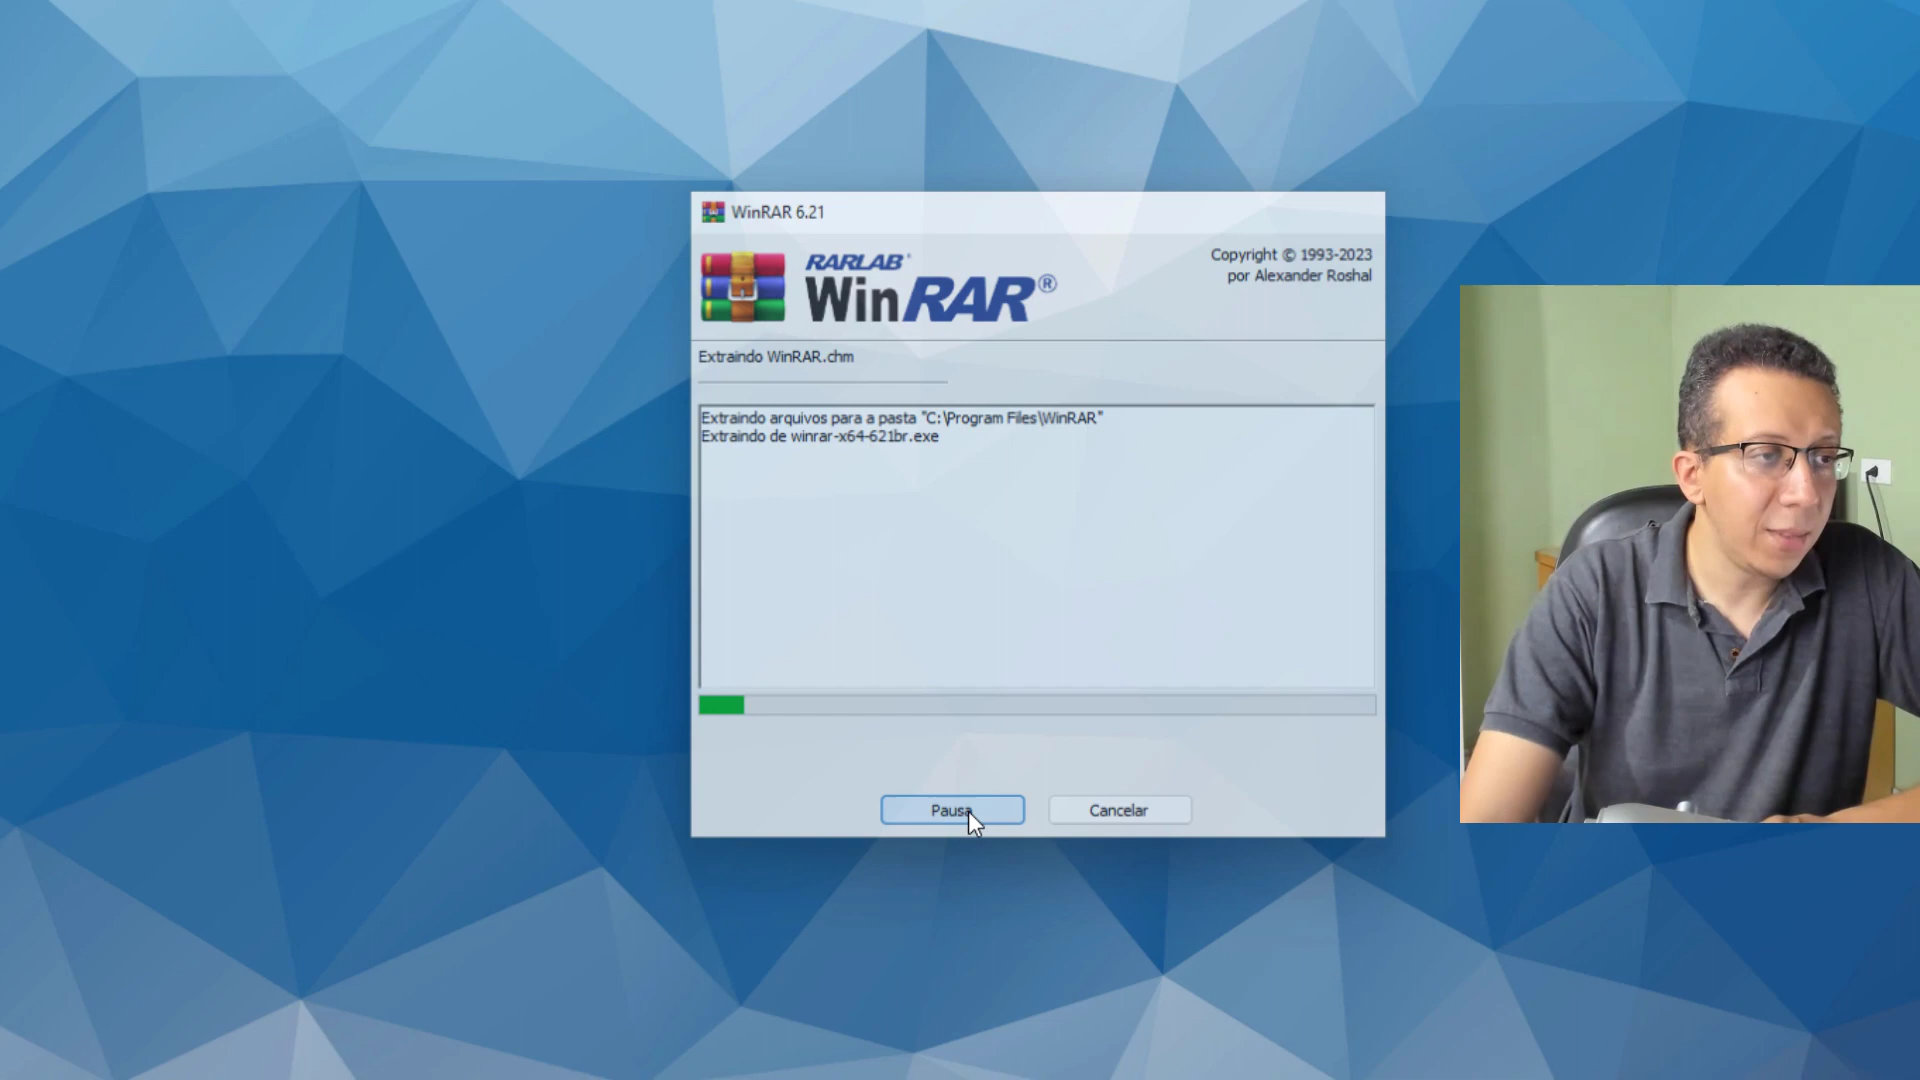 WinRAR 6.21
RARLAB
WinRAR®
Copyright © 1993-2023
por Alexander Roshal
Extraindo WinRAR.chm
Extraindo arquivos para a pasta "C:\Program Files\WinRAR"
Extraindo de winrar-x64-621br.exe
Pausa
Cancelar